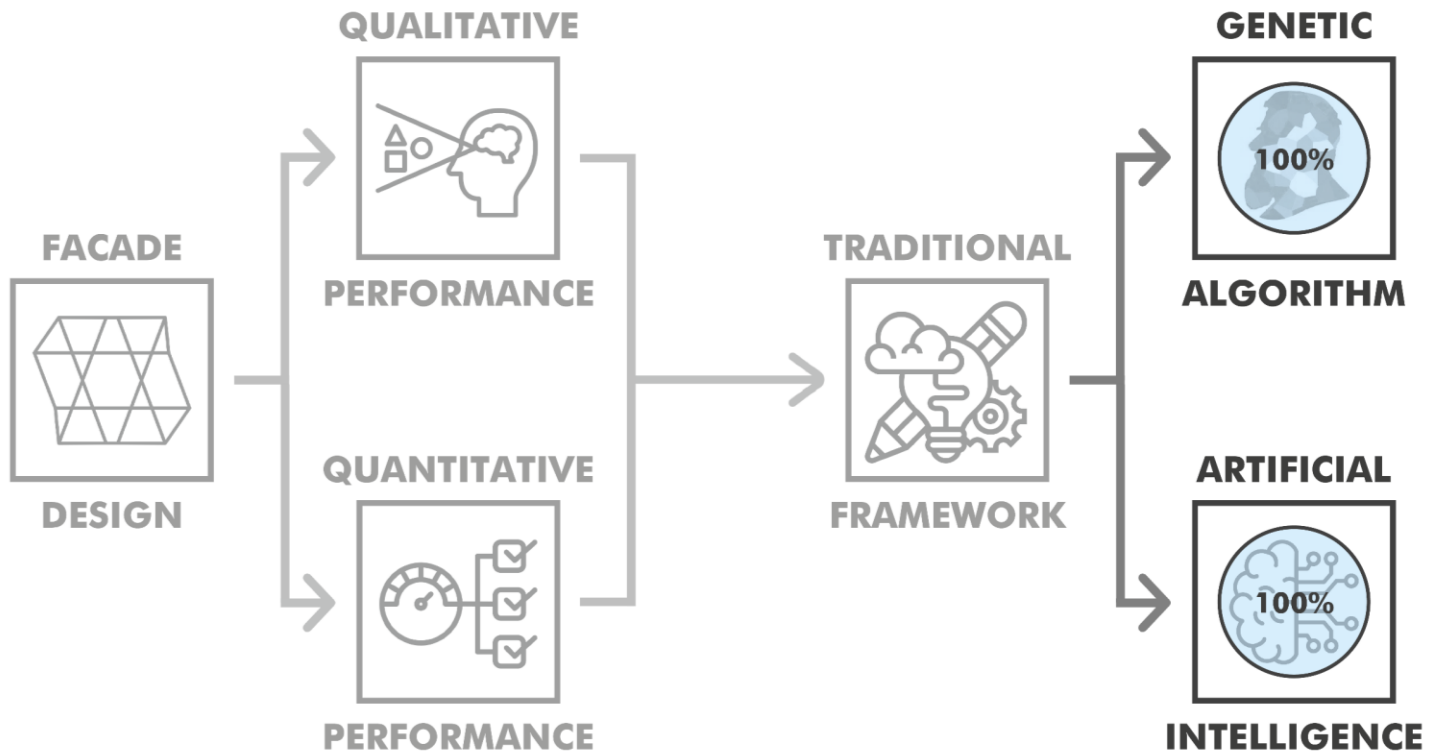 FACADE
DESIGN
QUALITATIVE
PERFORMANCE
QUANTITATIVE
PERFORMANCE
TRADITIONAL
FRAMEWORK
GENETIC
100%
ALGORITHM
ARTIFICIAL
100%
INTELLIGENCE